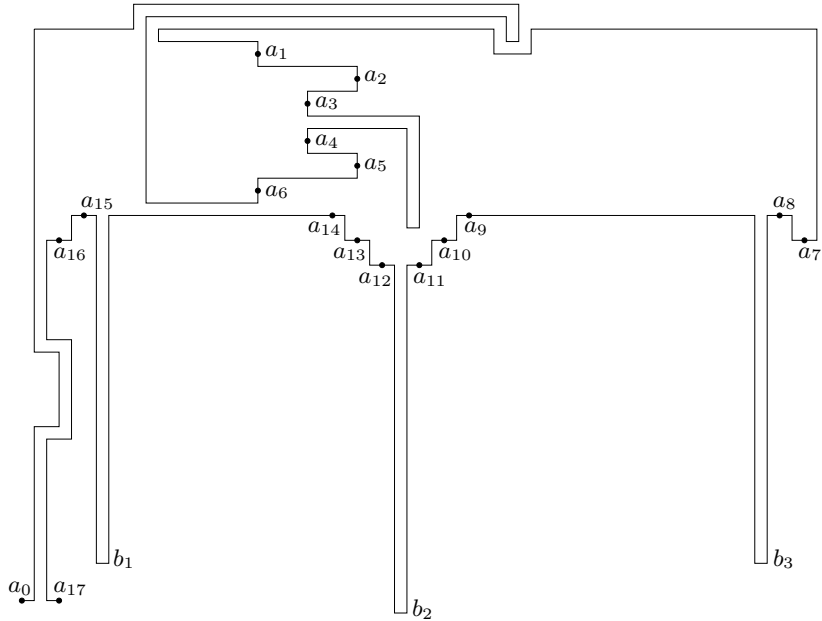 a₁
a₂
a₃
a₄
a₅
a₆
a₁₅ a₈
a₁₄ a₉
a₁₆ a₁₃ a₁₀ a₇
a₁₂ a₁₁
b₁ b₃
a₀ a₁₇
b₂